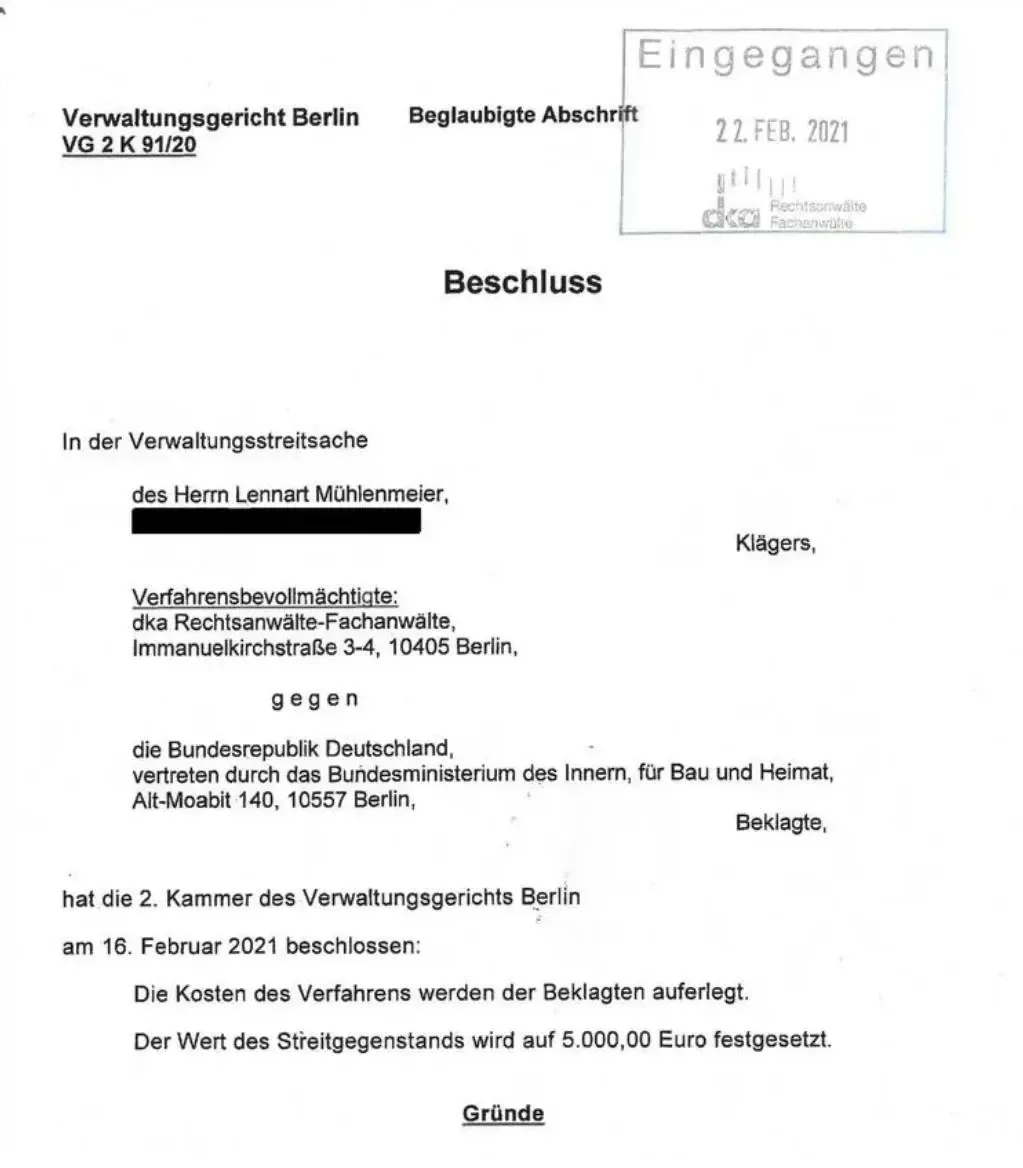 Eingegangen
Verwaltungsgericht Berlin Beglaubigte Abschrift
VG 2 K 91/20
22. FEB. 2021
dka Rechtsanwälte
Fachanwälte
Beschluss
In der Verwaltungsstreitsache
des Herrn Lennart Mühlenmeier,
Klägers,
Verfahrensbevollmächtigte:
dka Rechtsanwälte-Fachanwälte,
Immanuelkirchstraße 3-4, 10405 Berlin,
g e g e n
die Bundesrepublik Deutschland,
vertreten durch das Bundesministerium des Innern, für Bau und Heimat,
Alt-Moabit 140, 10557 Berlin,
Beklagte,
hat die 2. Kammer des Verwaltungsgerichts Berlin
am 16. Februar 2021 beschlossen:
Die Kosten des Verfahrens werden der Beklagten auferlegt.
Der Wert des Streitgegenstands wird auf 5.000,00 Euro festgesetzt.
Gründe